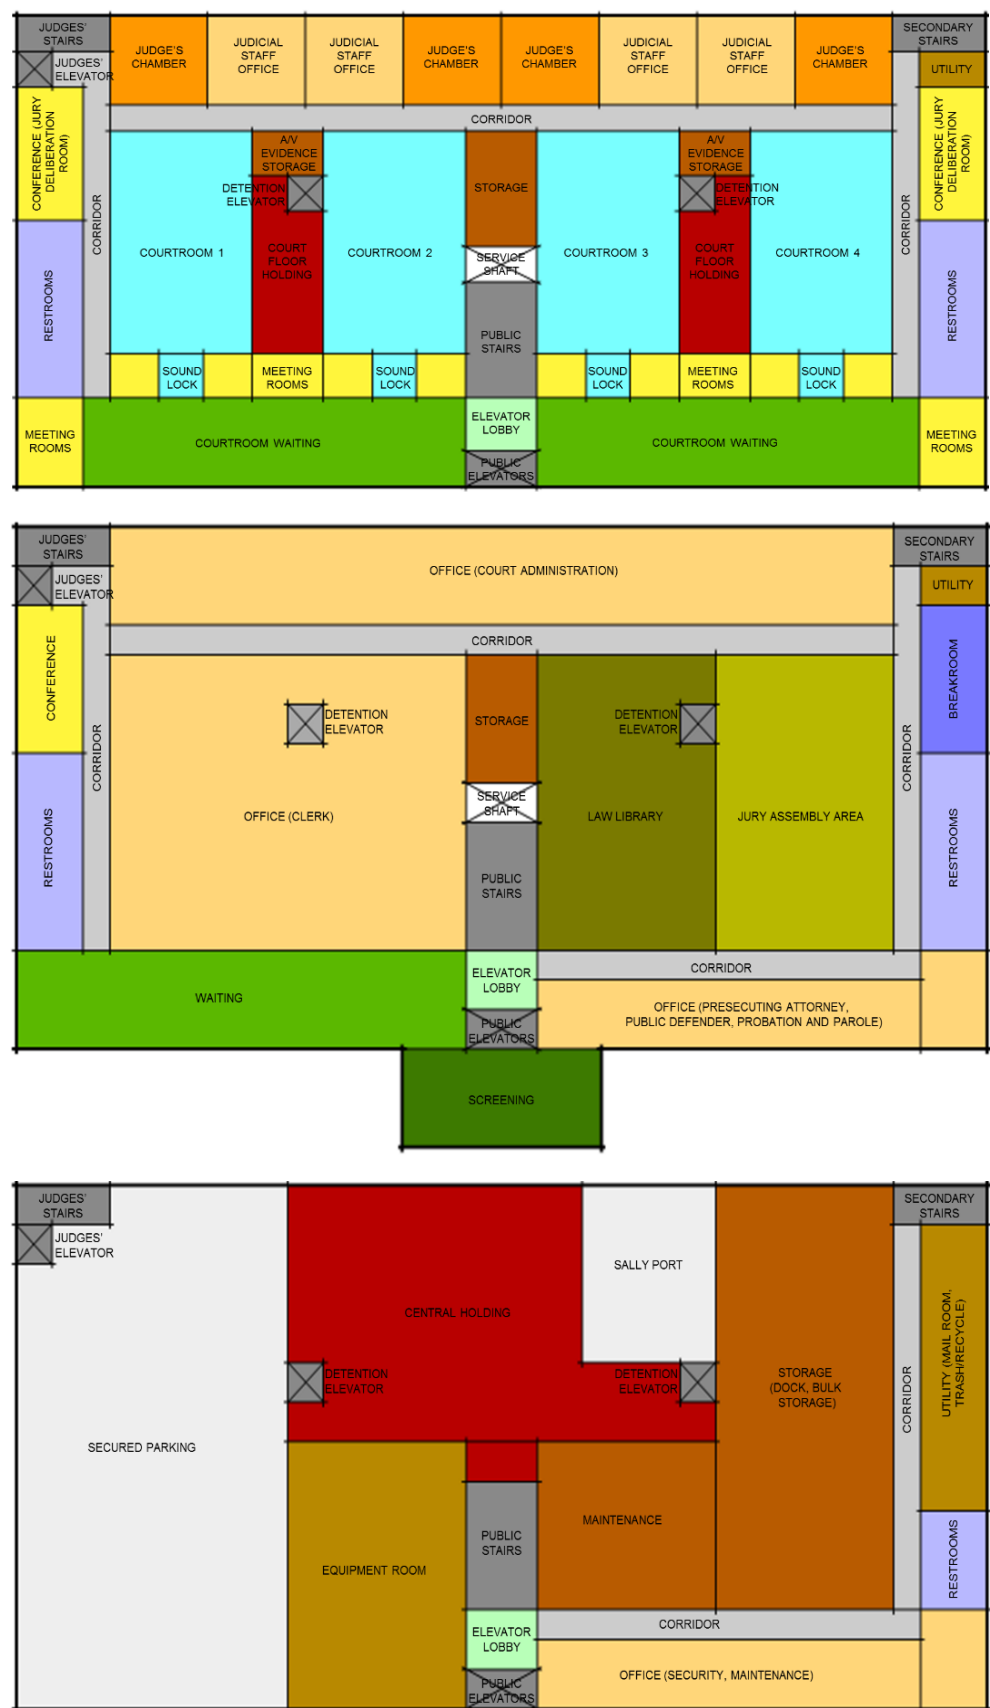 JUDGES'
STAIRS
JUDGE'S
CHAMBER
JUDICIAL
STAFF
OFFICE
JUDICIAL
STAFF
OFFICE
JUDGE'S
CHAMBER
JUDGE'S
CHAMBER
JUDICIAL
STAFF
OFFICE
JUDICIAL
STAFF
OFFICE
JUDGE'S
CHAMBER
SECONDARY
STAIRS
JUDGES'
ELEVATOR
UTILITY
CORRIDOR
CONFERENCE (JURY
DELIBERATION
ROOM)
CORRIDOR
RESTROOMS
A/V
EVIDENCE
STORAGE
DETENTION
ELEVATOR
COURTROOM 1
COURT
FLOOR
HOLDING
COURTROOM 2
STORAGE
SERVICE
SHAFT
PUBLIC
STAIRS
COURTROOM 3
A/V
EVIDENCE
STORAGE
DETENTION
ELEVATOR
COURT
FLOOR
HOLDING
COURTROOM 4
CORRIDOR
CONFERENCE (JURY
DELIBERATION
ROOM)
RESTROOMS
SOUND
LOCK
MEETING
ROOMS
SOUND
LOCK
SOUND
LOCK
MEETING
ROOMS
SOUND
LOCK
MEETING
ROOMS
COURTROOM WAITING
ELEVATOR
LOBBY
PUBLIC
ELEVATORS
COURTROOM WAITING
MEETING
ROOMS
JUDGES'
STAIRS
OFFICE (COURT ADMINISTRATION)
SECONDARY
STAIRS
JUDGES'
ELEVATOR
UTILITY
CORRIDOR
CONFERENCE
CORRIDOR
RESTROOMS
DETENTION
ELEVATOR
OFFICE (CLERK)
STORAGE
SERVICE
SHAFT
PUBLIC
STAIRS
DETENTION
ELEVATOR
LAW LIBRARY
JURY ASSEMBLY AREA
CORRIDOR
BREAKROOM
RESTROOMS
WAITING
ELEVATOR
LOBBY
PUBLIC
ELEVATORS
CORRIDOR
OFFICE (PRESECUTING ATTORNEY,
PUBLIC DEFENDER, PROBATION AND PAROLE)
SCREENING
JUDGES'
STAIRS
SECONDARY
STAIRS
JUDGES'
ELEVATOR
SALLY PORT
CENTRAL HOLDING
DETENTION
ELEVATOR
DETENTION
ELEVATOR
STORAGE
(DOCK, BULK
STORAGE)
CORRIDOR
UTILITY (MAIL ROOM,
TRASH/RECYCLE)
SECURED PARKING
EQUIPMENT ROOM
PUBLIC
STAIRS
MAINTENANCE
RESTROOMS
ELEVATOR
LOBBY
PUBLIC
ELEVATORS
CORRIDOR
OFFICE (SECURITY, MAINTENANCE)